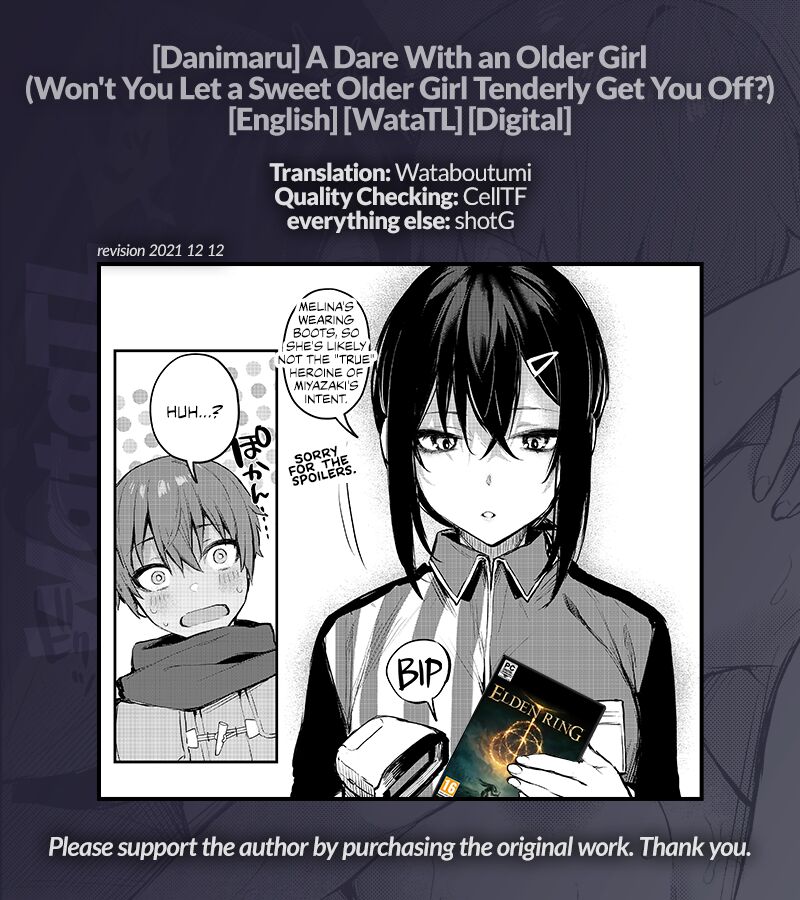 [Danimaru] A Dare With an Older Girl
(Won't You Let a Sweet Older Girl Tenderly Get You Off?)
[English] [WataTL] [Digital]
Translation: Wataboutumi
Quality Checking: CellTF
everything else: shotG
revision 2021 12 12
MELINA'S
WEARING
BOOTS, SO
SHE'S LIKELY
NOT THE "TRUE"
HEROINE OF
MIYAZAKI'S
INTENT.
SORRY
FOR THE
SPOILERS.
HUH...?
ぽかん…
BIP
PC
ELDEN RING
16
WataTL
Please support the author by purchasing the original work. Thank you.